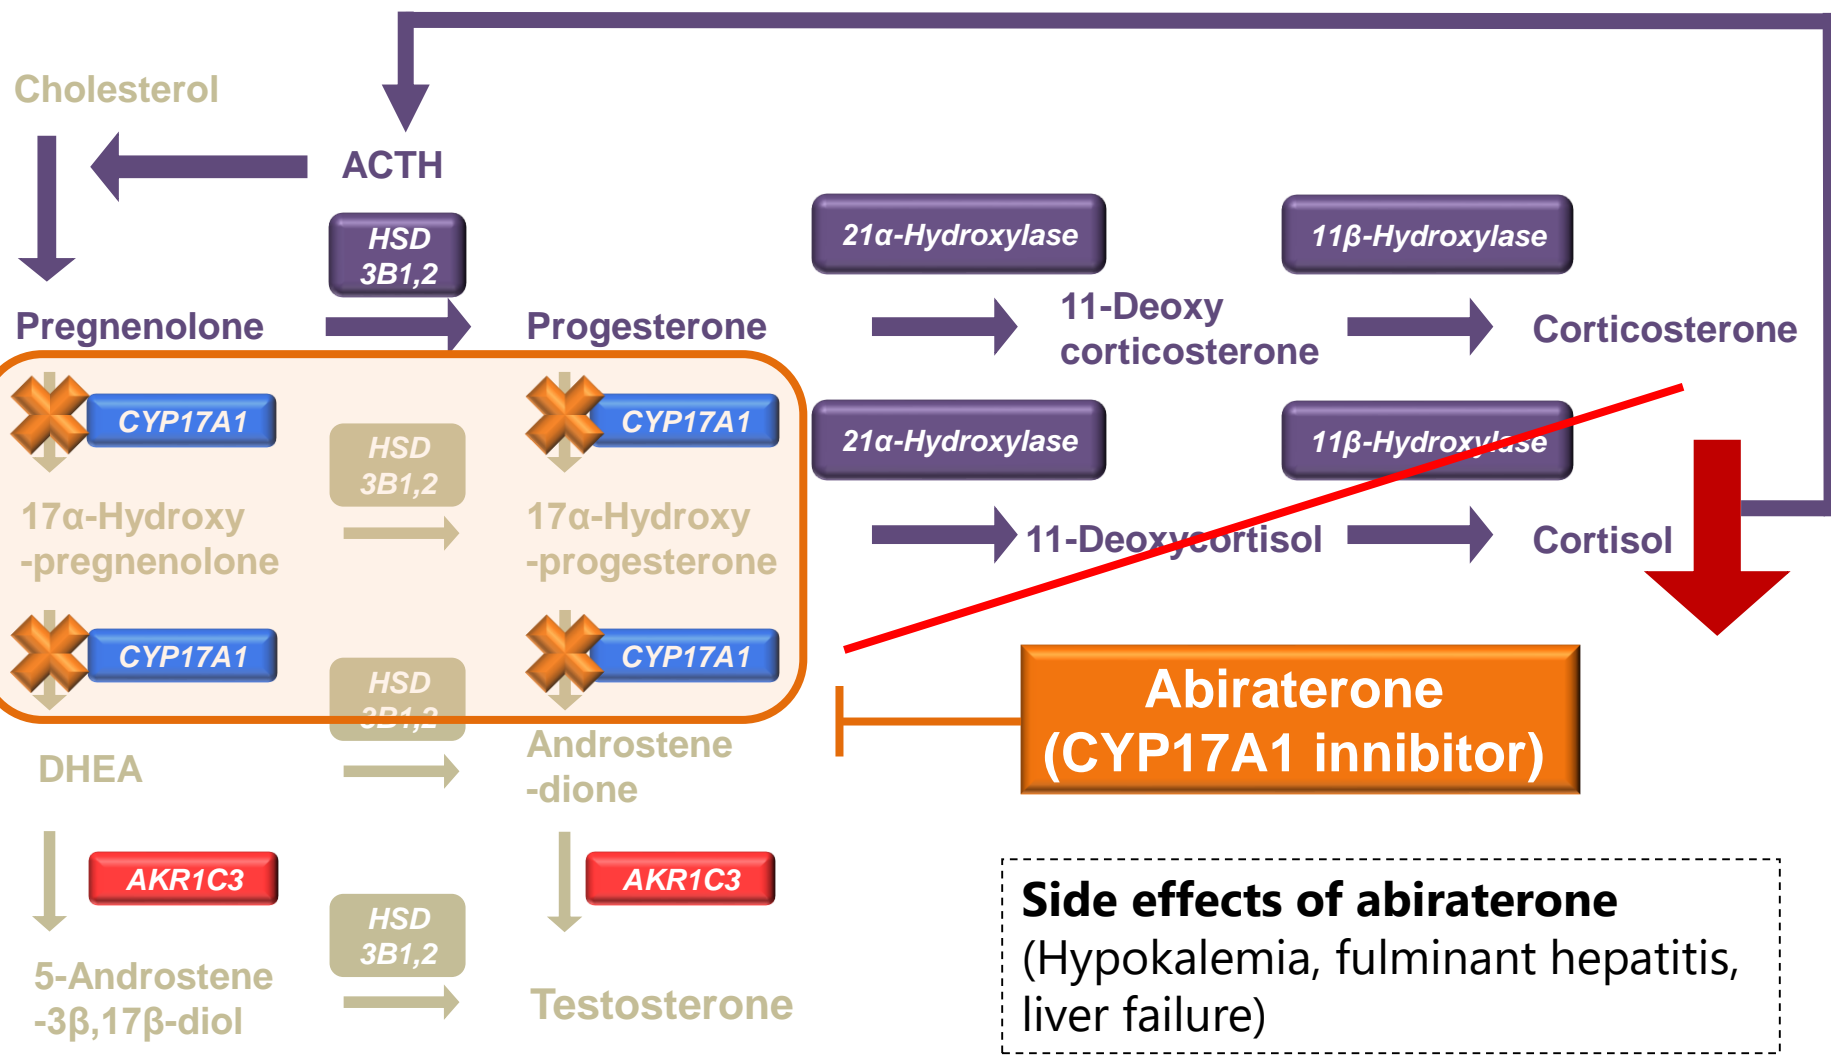 Cholesterol
ACTH
HSD
3B1,2
21α-Hydroxylase
11β-Hydroxylase
Pregnenolone
Progesterone
11-Deoxy
corticosterone
Corticosterone
CYP17A1
HSD
3B1,2
CYP17A1
21α-Hydroxylase
11β-Hydroxylase
17α-Hydroxy
-pregnenolone
17α-Hydroxy
-progesterone
11-Deoxycortisol
Cortisol
CYP17A1
HSD
3B1,2
CYP17A1
Abiraterone
(CYP17A1 innibitor)
DHEA
Androstene
-dione
AKR1C3
HSD
3B1,2
AKR1C3
5-Androstene
-3β,17β-diol
Testosterone
Side effects of abiraterone
(Hypokalemia, fulminant hepatitis,
liver failure)